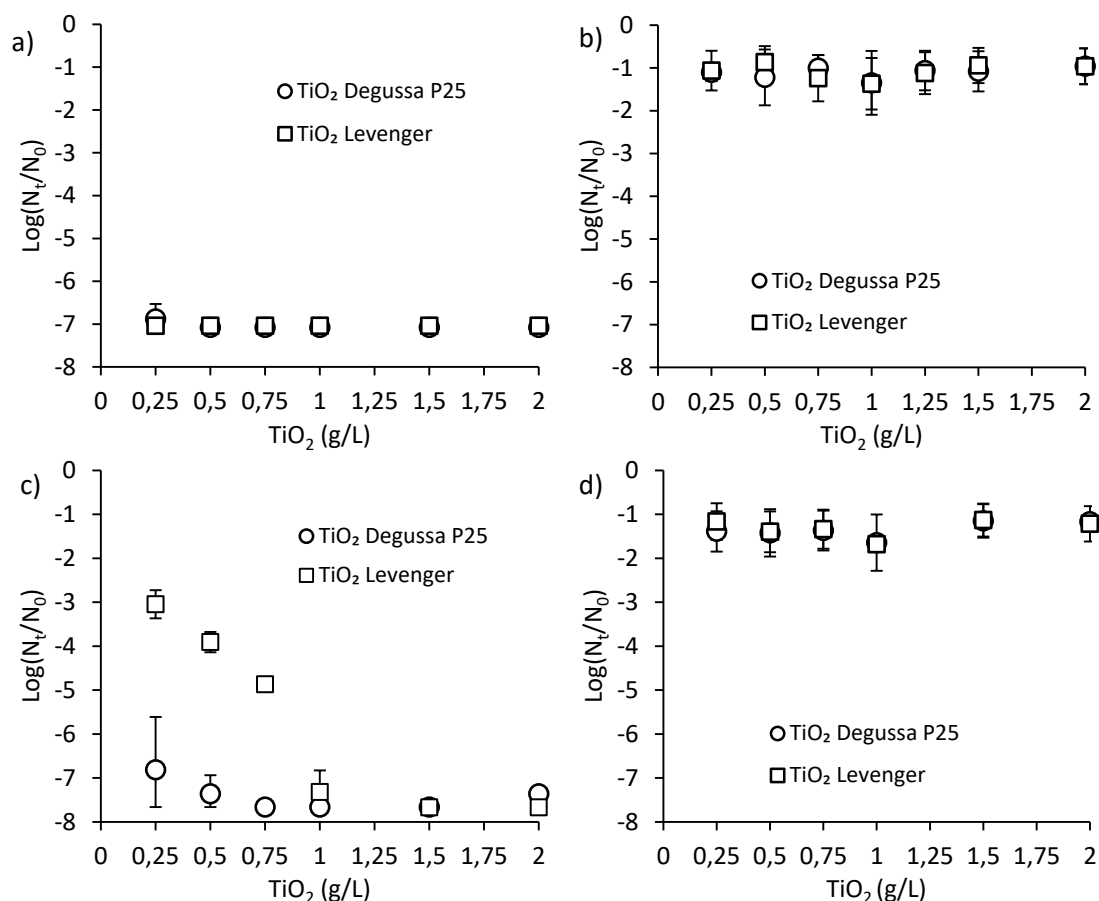 a)
Log(Nₜ/N₀)
0
-1
-2
-3
-4
-5
-6
-7
-8
TiO₂ Degussa P25
TiO₂ Levenger
0 0,25 0,5 0,75 1 1,25 1,5 1,75 2
TiO₂ (g/L)
b)
Log(Nₜ/N₀)
0
-1
-2
-3
-4
-5
-6
-7
-8
TiO₂ Degussa P25
TiO₂ Levenger
0 0,25 0,5 0,75 1 1,25 1,5 1,75 2
TiO₂ (g/L)
c)
Log(Nₜ/N₀)
0
-1
-2
-3
-4
-5
-6
-7
-8
TiO₂ Degussa P25
TiO₂ Levenger
0 0,25 0,5 0,75 1 1,25 1,5 1,75 2
TiO₂ (g/L)
d)
Log(Nₜ/N₀)
0
-1
-2
-3
-4
-5
-6
-7
-8
TiO₂ Degussa P25
TiO₂ Levenger
0 0,25 0,5 0,75 1 1,25 1,5 1,75 2
TiO₂ (g/L)